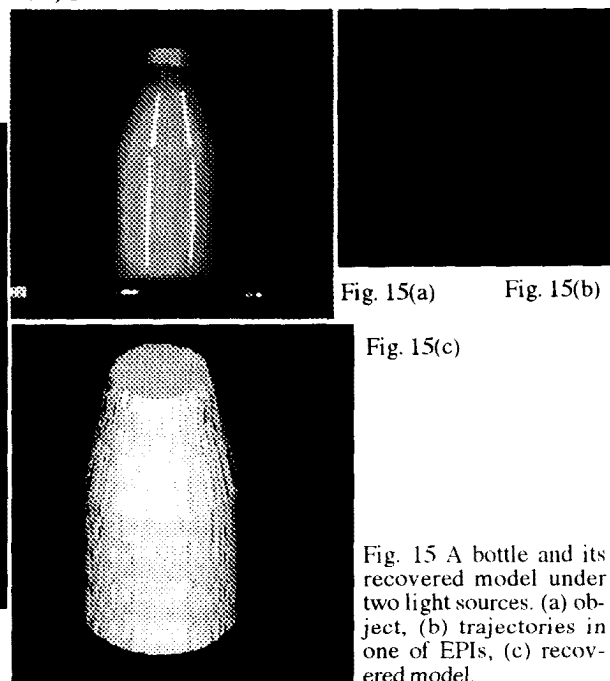 Fig. 15(a) Fig. 15(b)
Fig. 15(c)
Fig. 15 A bottle and its
recovered model under
two light sources. (a) ob-
ject, (b) trajectories in
one of EPIs, (c) recov-
ered model.